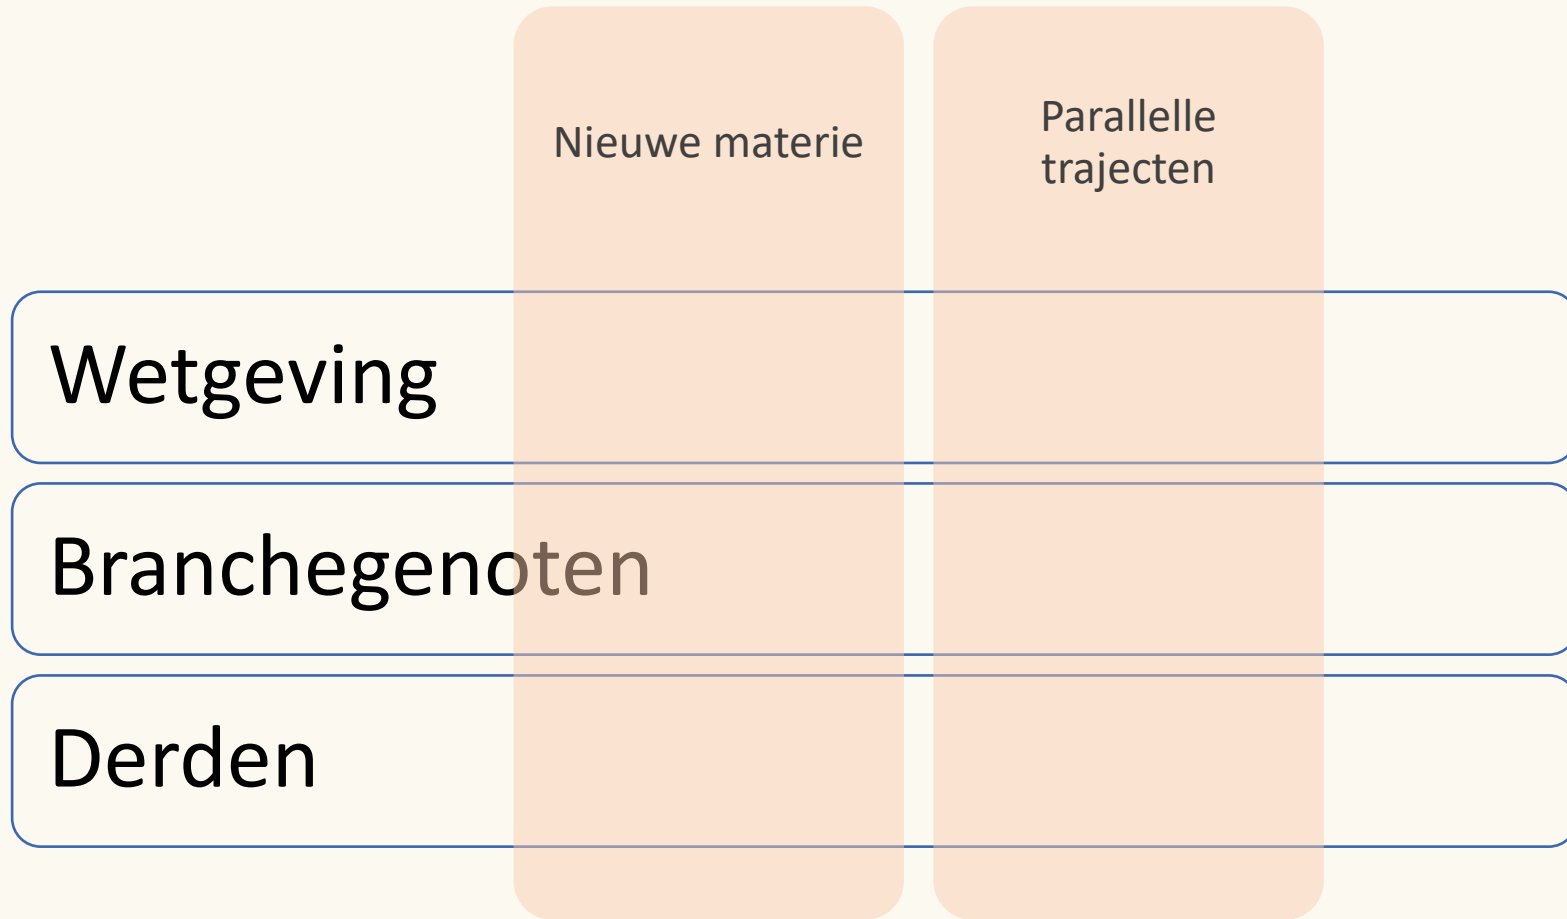 Nieuwe materie
Parallelle
trajecten
Wetgeving
Branchegenoten
Derden